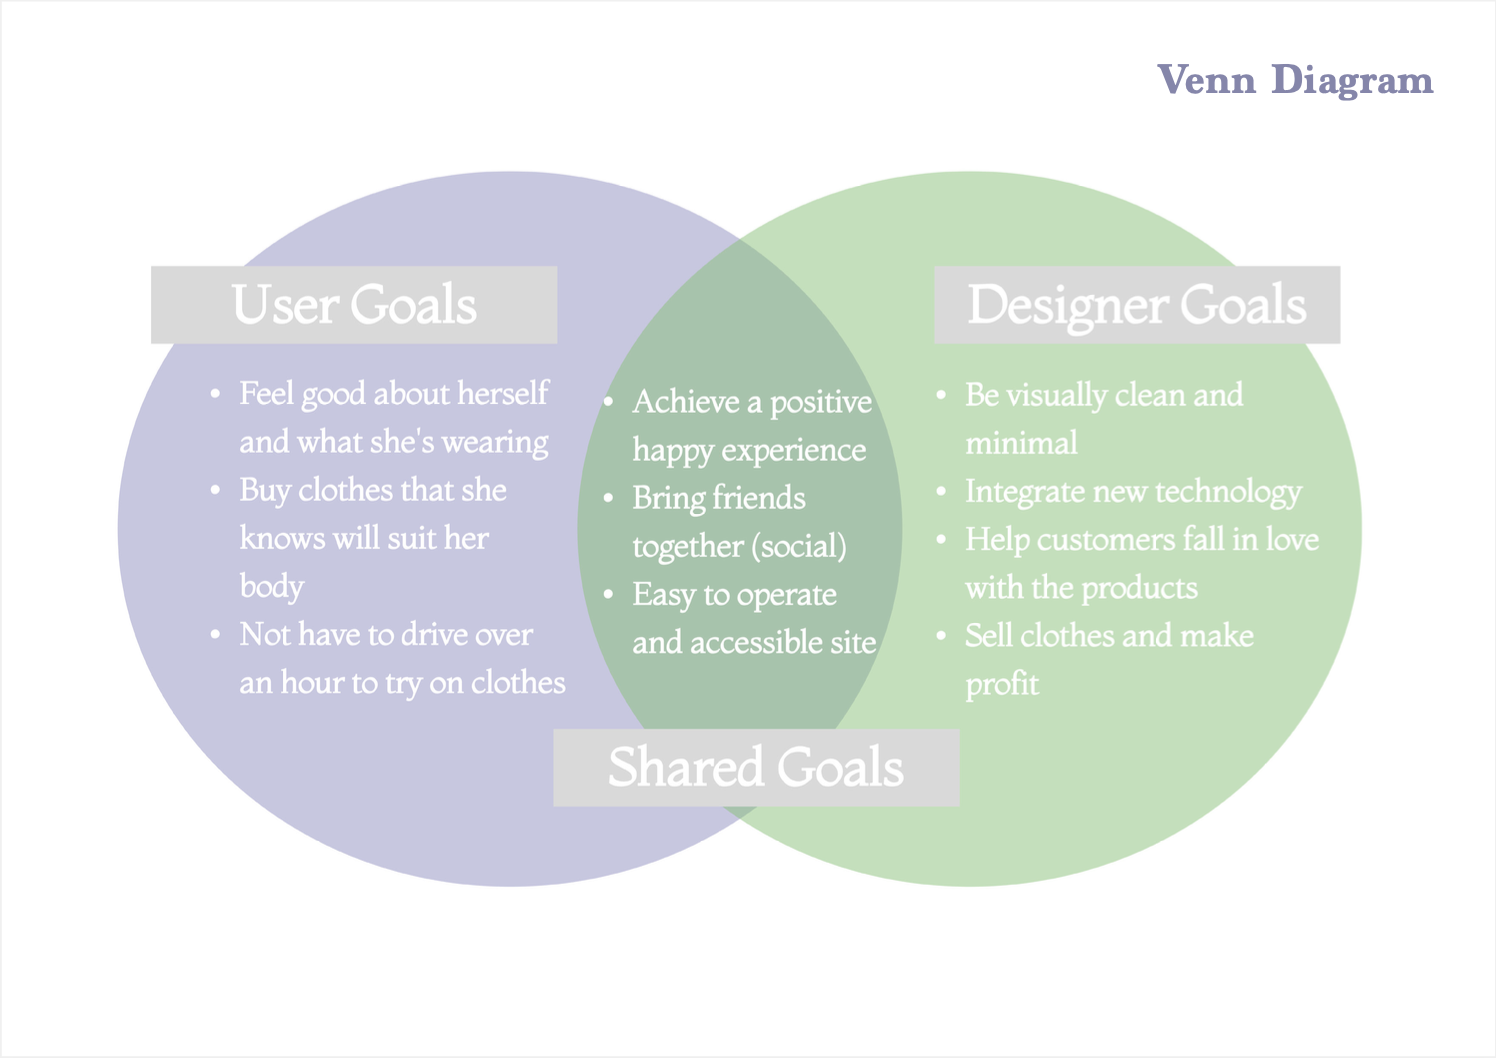 Venn Diagram
User Goals
• Feel good about herself
and what she's wearing
• Buy clothes that she
knows will suit her
body
• Not have to drive over
an hour to try on clothes
• Achieve a positive
happy experience
• Bring friends
together (social)
• Easy to operate
and accessible site
Shared Goals
Designer Goals
• Be visually clean and
minimal
• Integrate new technology
• Help customers fall in love
with the products
• Sell clothes and make
profit